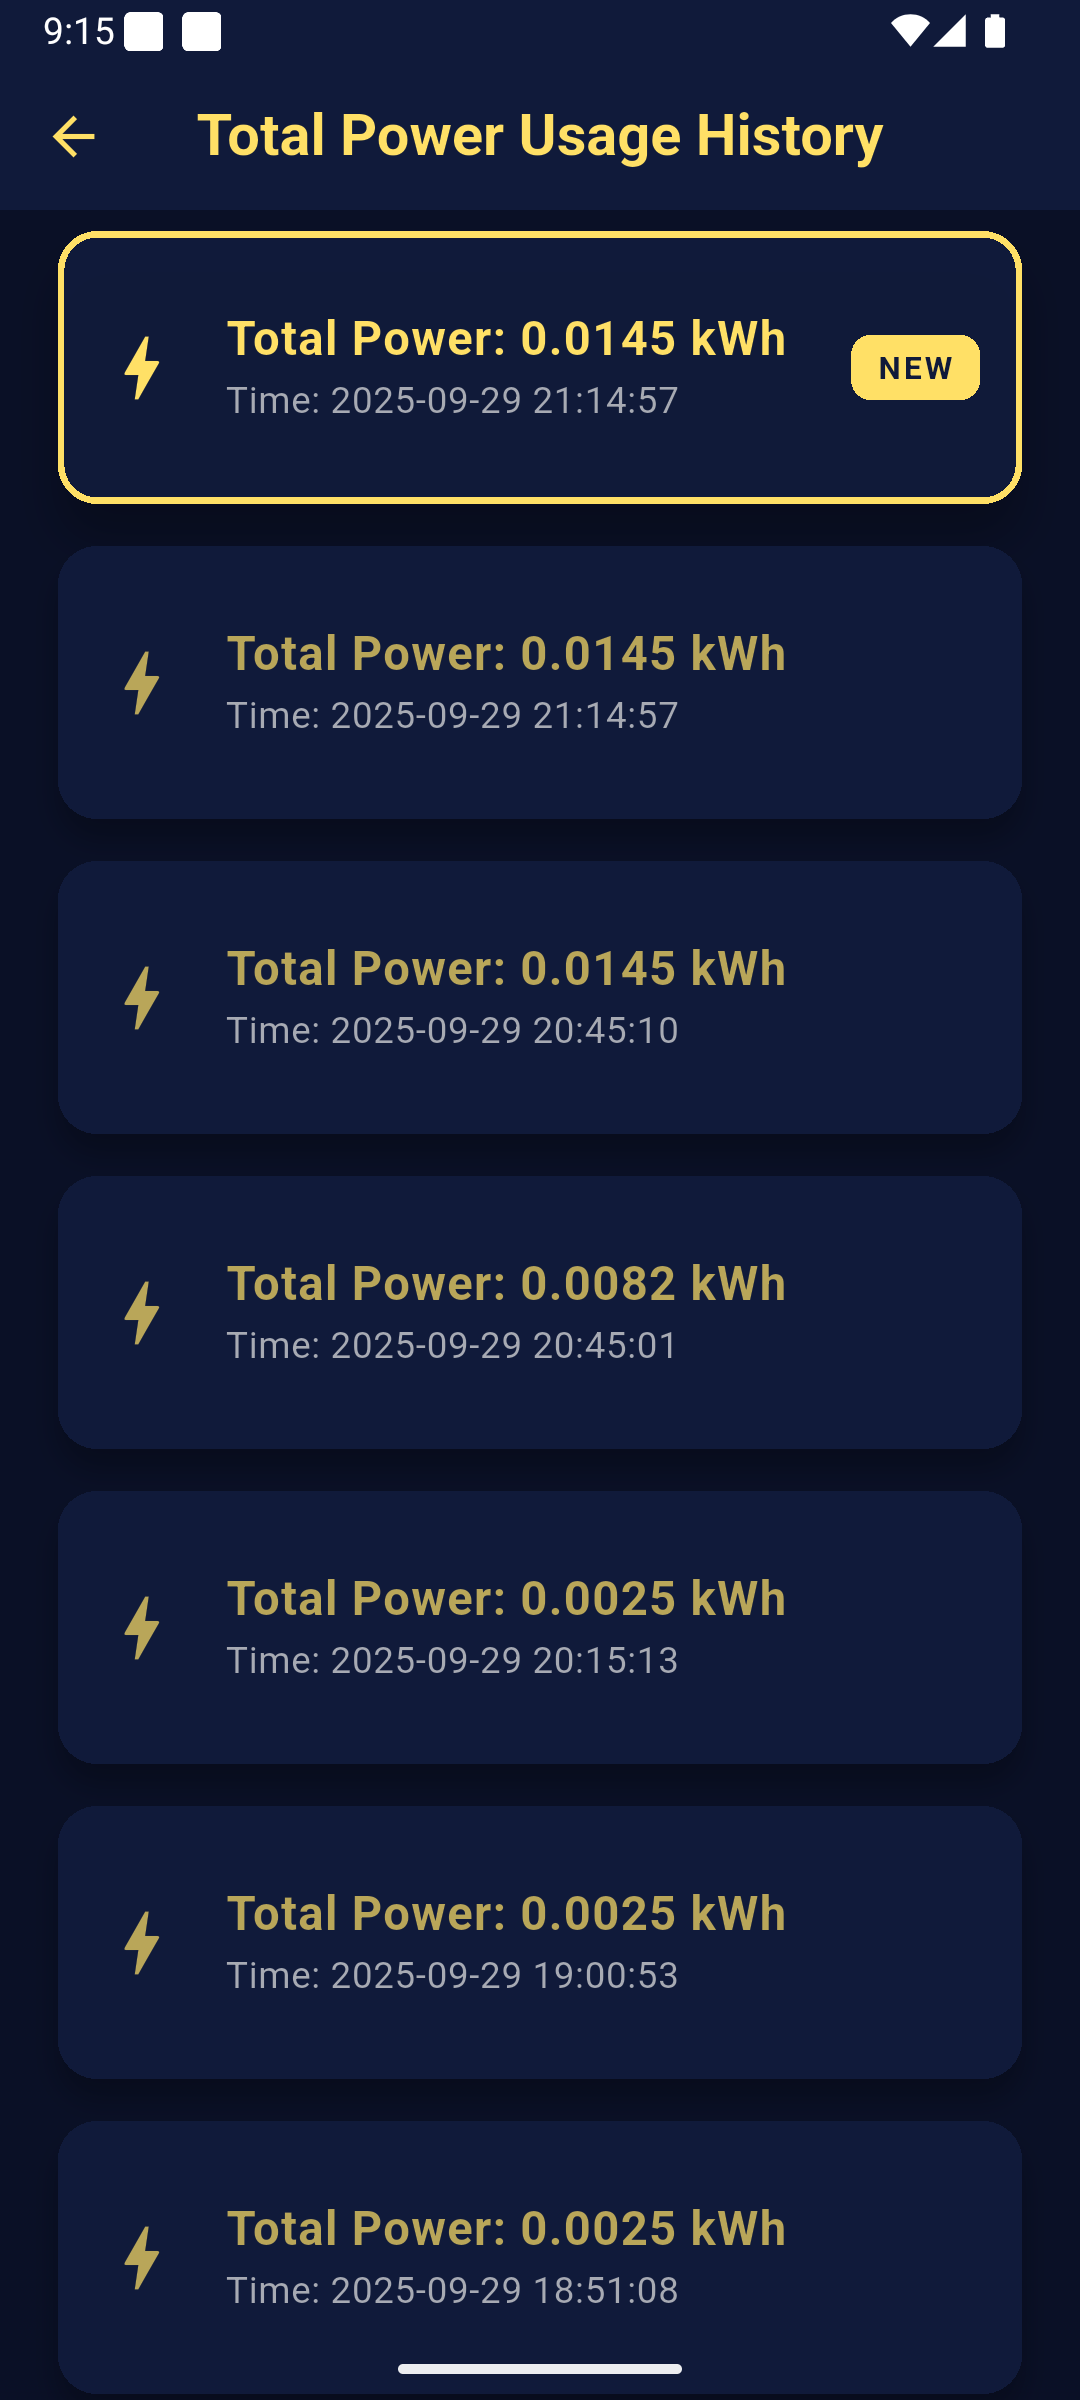 9:15
Total Power Usage History
Total Power: 0.0145 kWh
Time: 2025-09-29 21:14:57
NEW
Total Power: 0.0145 kWh
Time: 2025-09-29 21:14:57
Total Power: 0.0145 kWh
Time: 2025-09-29 20:45:10
Total Power: 0.0082 kWh
Time: 2025-09-29 20:45:01
Total Power: 0.0025 kWh
Time: 2025-09-29 20:15:13
Total Power: 0.0025 kWh
Time: 2025-09-29 19:00:53
Total Power: 0.0025 kWh
Time: 2025-09-29 18:51:08